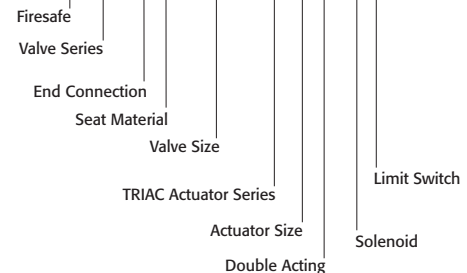 Firesafe
Valve Series
End Connection
Seat Material
Valve Size
Limit Switch
TRIAC Actuator Series
Actuator Size
Solenoid
Double Acting